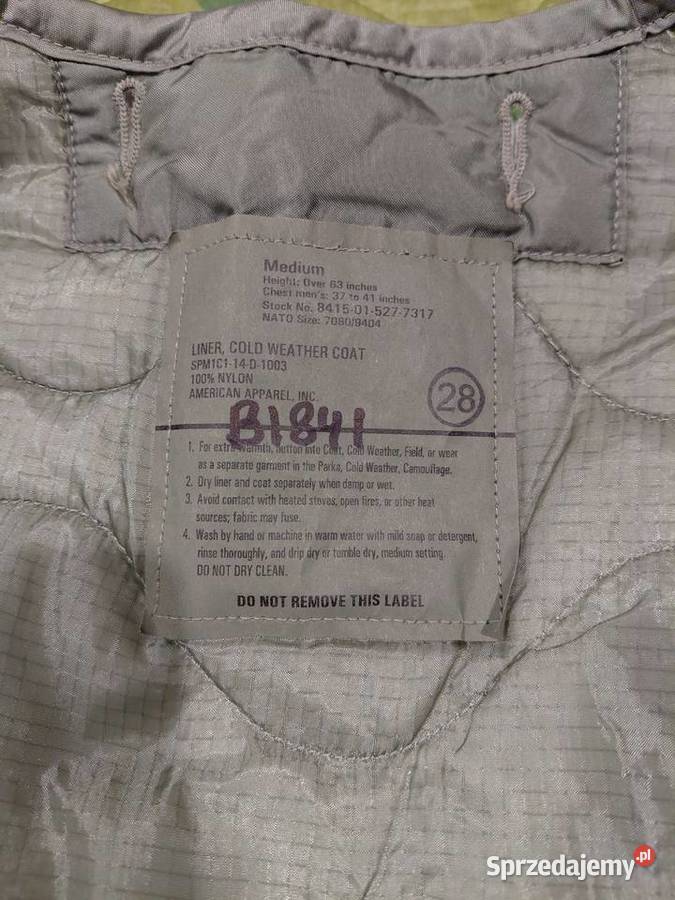 Medium
Height: Over 63 inches
Chest men's: 37 to 41 inches
Stock No. 8415-01-527-7317
NATO Size: 7080/9404
LINER, COLD WEATHER COAT
SPM1C1-14-D-1003
100% NYLON
AMERICAN APPAREL, INC.
28
B1841
1. For extra warmth, button into Coat, Cold Weather, Field, or wear
as a separate garment in the Parka, Cold Weather, Camouflage.
2. Dry liner and coat separately when damp or wet.
3. Avoid contact with heated stoves, open fires, or other heat
sources; fabric may fuse.
4. Wash by hand or machine in warm water with mild soap or detergent,
rinse thoroughly, and drip dry or tumble dry, medium setting.
DO NOT DRY CLEAN.
DO NOT REMOVE THIS LABEL
Sprzedajemy.pl